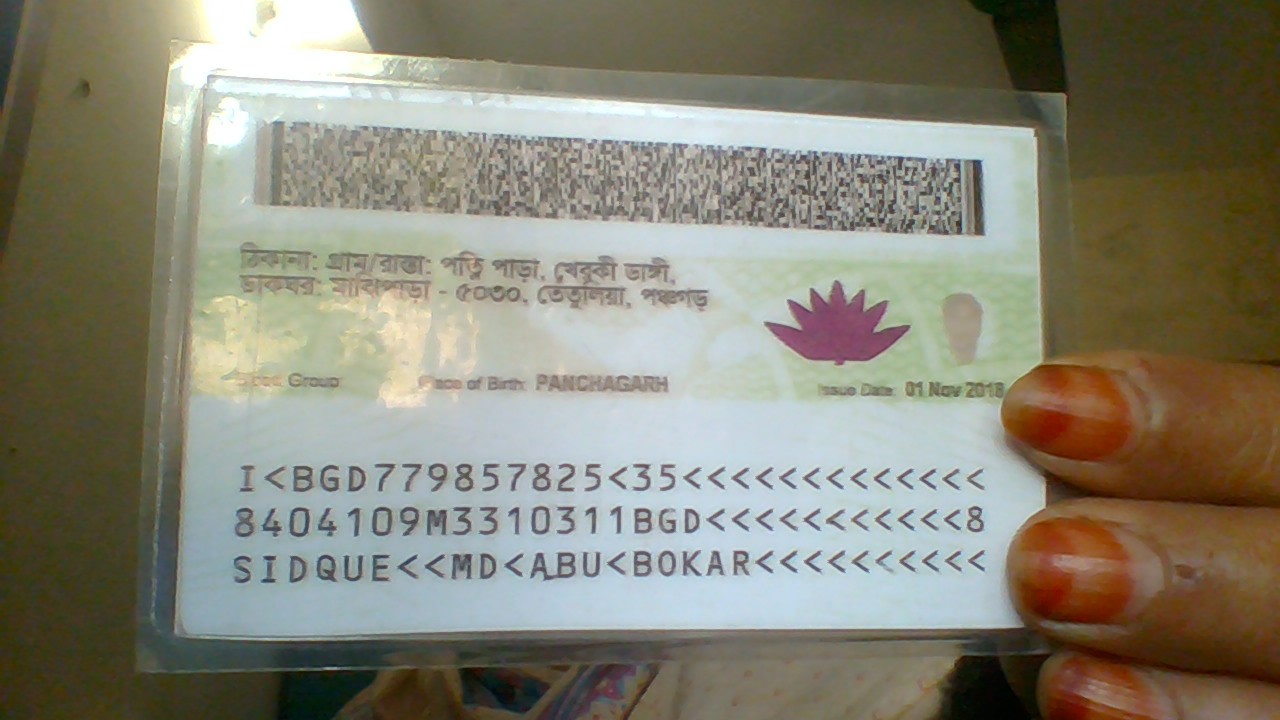 ঠিকানা: গ্রাম/রাস্তা: পত্নি পাড়া, খেবুকী ডাঙ্গী,
ডাকঘর: মাঝিপাড়া - ৫০৩০, তেতুলিয়া, পঞ্চগড়
Blood Group: Place of Birth: PANCHAGARH Issue Date: 01 Nov 2018
I<BGD779857825<35<<<<<<<<<<<<<
8404109M3310311BGD<<<<<<<<<<<8
SIDQUE<<MD<ABU<BOKAR<<<<<<<<<<